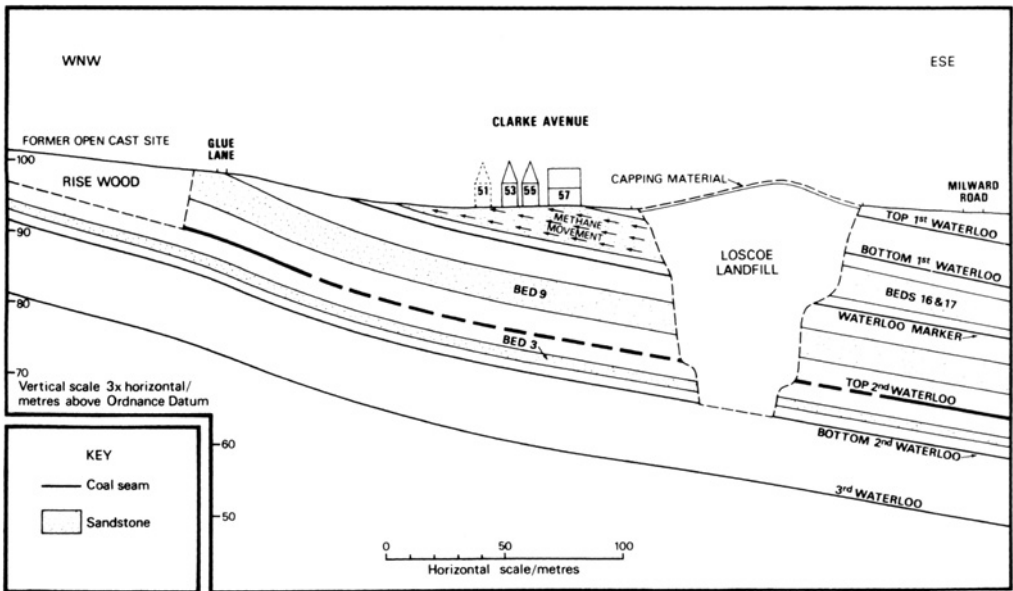 WNW
ESE
CLARKE AVENUE
FORMER OPEN CAST SITE
GLUE
LANE
100
RISE WOOD
51
53
55
57
CAPPING MATERIAL
MILWARD
ROAD
METHANE
MOVEMENT
TOP 1st WATERLOO
90
LOSCOE
LANDFILL
BOTTOM 1st WATERLOO
BED 9
BEDS 16 & 17
80
WATERLOO MARKER
BED 3
70
TOP 2nd WATERLOO
Vertical scale 3x horizontal/
metres above Ordnance Datum
BOTTOM 2nd WATERLOO
60
3rd WATERLOO
50
KEY
Coal seam
Sandstone
0 50 100
Horizontal scale/metres